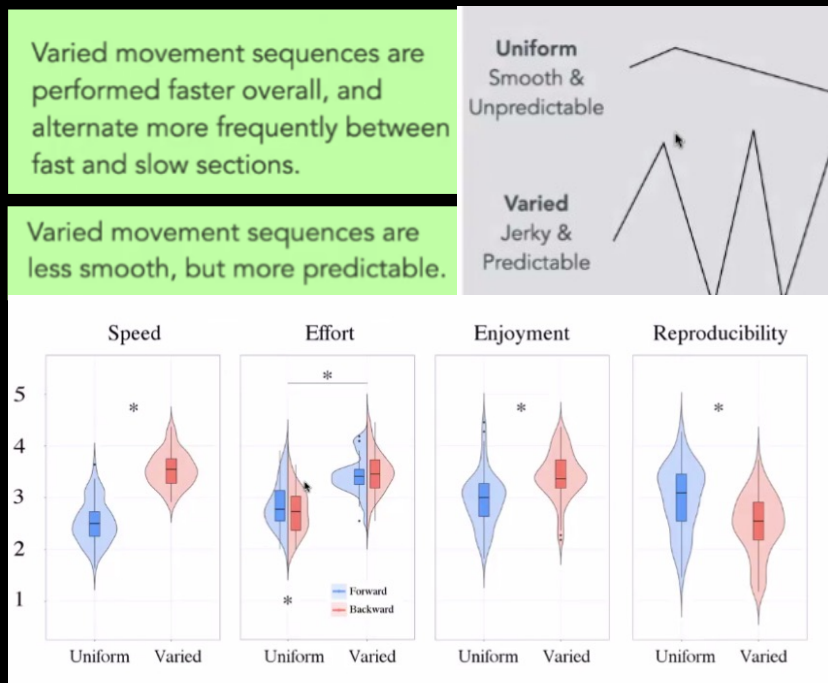 Varied movement sequences are
performed faster overall, and
alternate more frequently between
fast and slow sections.
Varied movement sequences are
less smooth, but more predictable.
Uniform
Smooth &
Unpredictable
Varied
Jerky &
Predictable
Speed
Effort
Enjoyment
Reproducibility
5
4
3
2
1
*
*
*
*
*
Forward
Backward
Uniform Varied
Uniform Varied
Uniform Varied
Uniform Varied